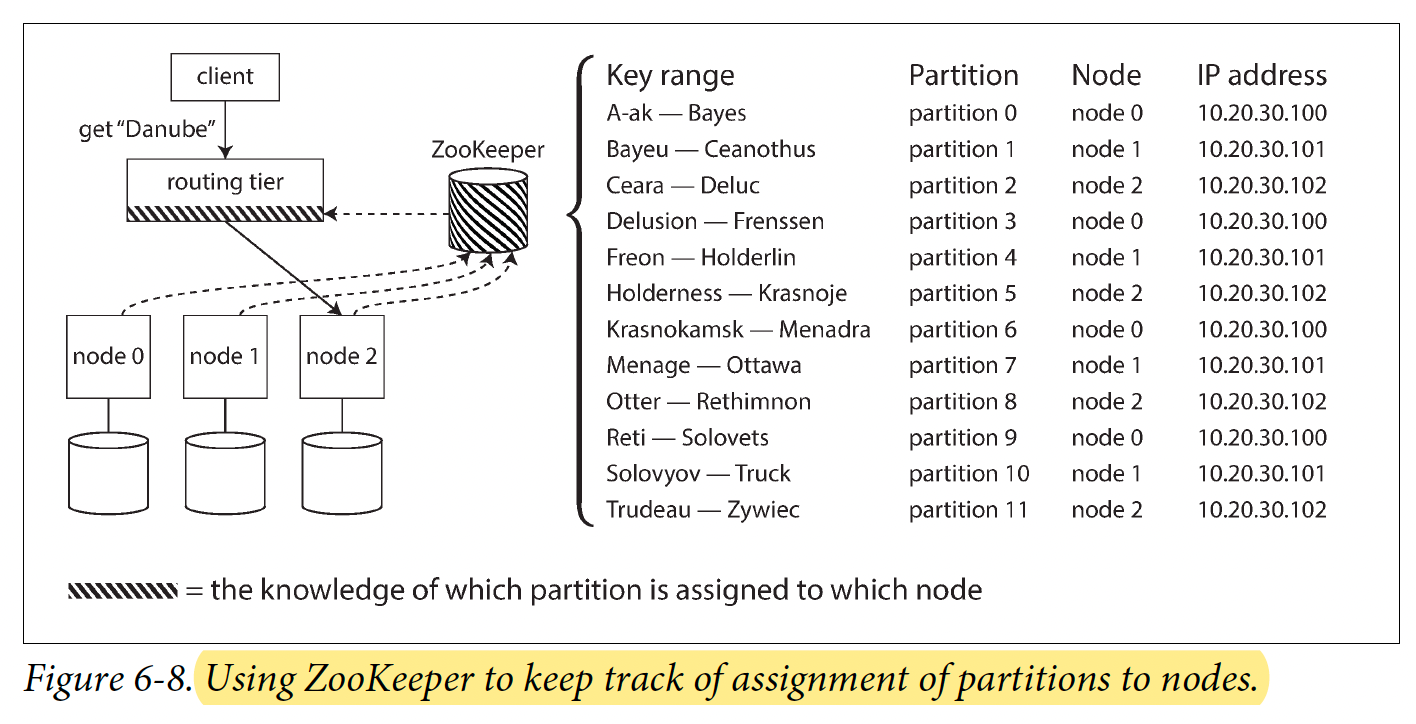 client
get “Danube”
routing tier
ZooKeeper
node 0 node 1 node 2
Key range Partition Node IP address
A-ak — Bayes partition 0 node 0 10.20.30.100
Bayeu — Ceanothus partition 1 node 1 10.20.30.101
Ceara — Deluc partition 2 node 2 10.20.30.102
Delusion — Frenssen partition 3 node 0 10.20.30.100
Freon — Holderlin partition 4 node 1 10.20.30.101
Holderness — Krasnoje partition 5 node 2 10.20.30.102
Krasnokamsk — Menadra partition 6 node 0 10.20.30.100
Menage — Ottawa partition 7 node 1 10.20.30.101
Otter — Rethimnon partition 8 node 2 10.20.30.102
Reti — Solovets partition 9 node 0 10.20.30.100
Solovyov — Truck partition 10 node 1 10.20.30.101
Trudeau — Zywiec partition 11 node 2 10.20.30.102
= the knowledge of which partition is assigned to which node
Figure 6-8. Using ZooKeeper to keep track of assignment of partitions to nodes.